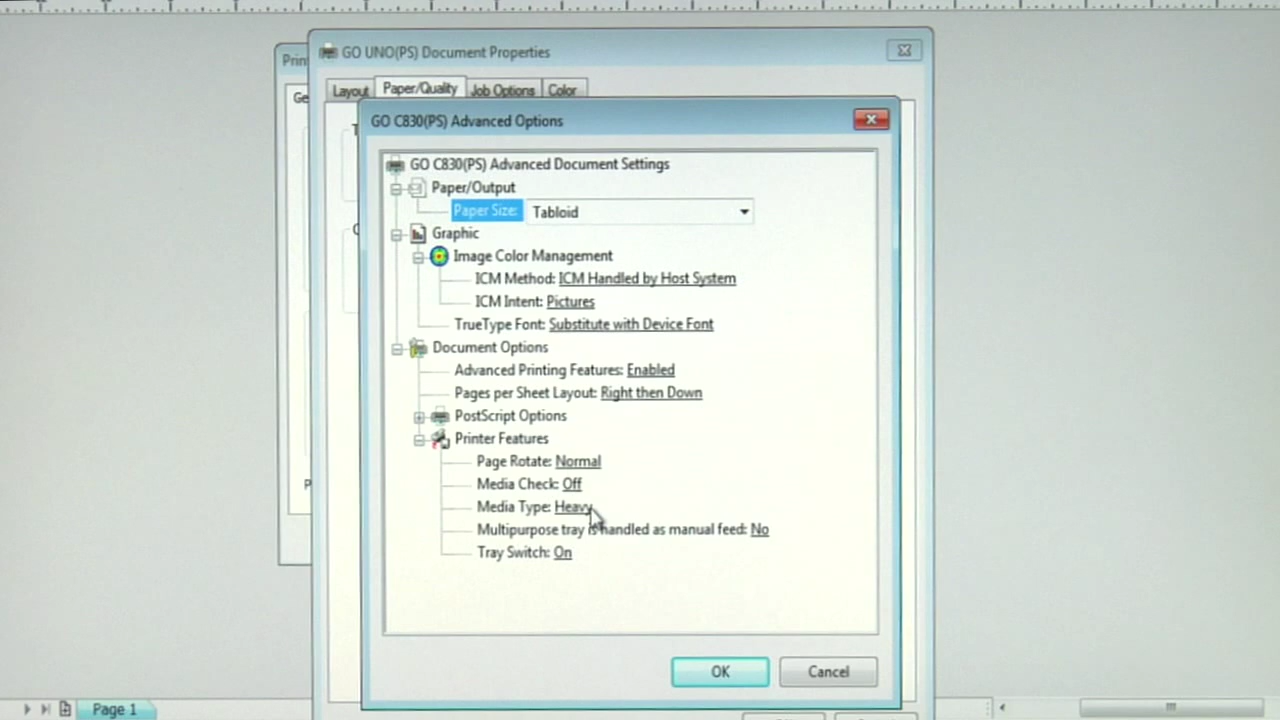 Prin
GO UNO(PS) Document Properties
Ge
Layout Paper/Quality Job Options Color
GO C830(PS) Advanced Options
GO C830(PS) Advanced Document Settings
Paper/Output
Paper Size: Tabloid
Graphic
Image Color Management
ICM Method: ICM Handled by Host System
ICM Intent: Pictures
TrueType Font: Substitute with Device Font
Document Options
Advanced Printing Features: Enabled
Pages per Sheet Layout: Right then Down
PostScript Options
Printer Features
Page Rotate: Normal
Media Check: Off
Media Type: Heavy
Multipurpose tray is handled as manual feed: No
Tray Switch: On
OK Cancel
Page 1